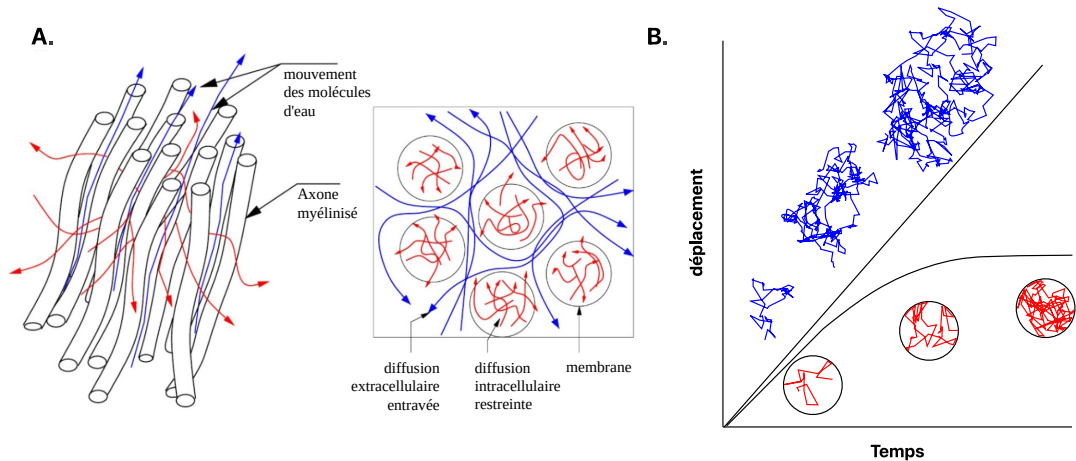 A.
mouvement
des molécules
d'eau
Axone
myélinisé
diffusion
extracellulaire
entravée
diffusion
intracellulaire
restreinte
membrane
B.
déplacement
Temps